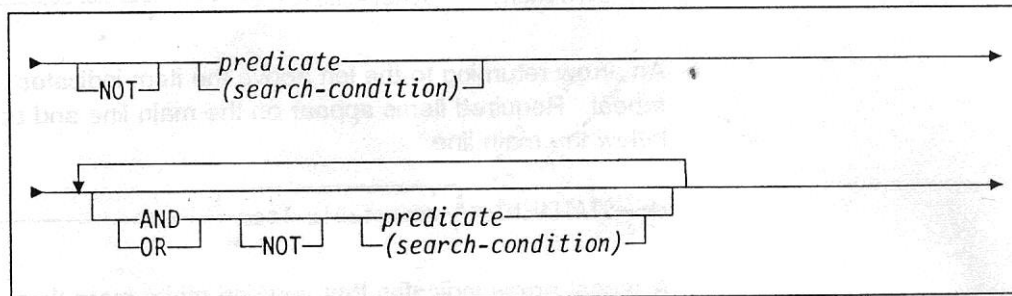 predicate
NOT
(search-condition)
AND
predicate
OR
NOT
(search-condition)